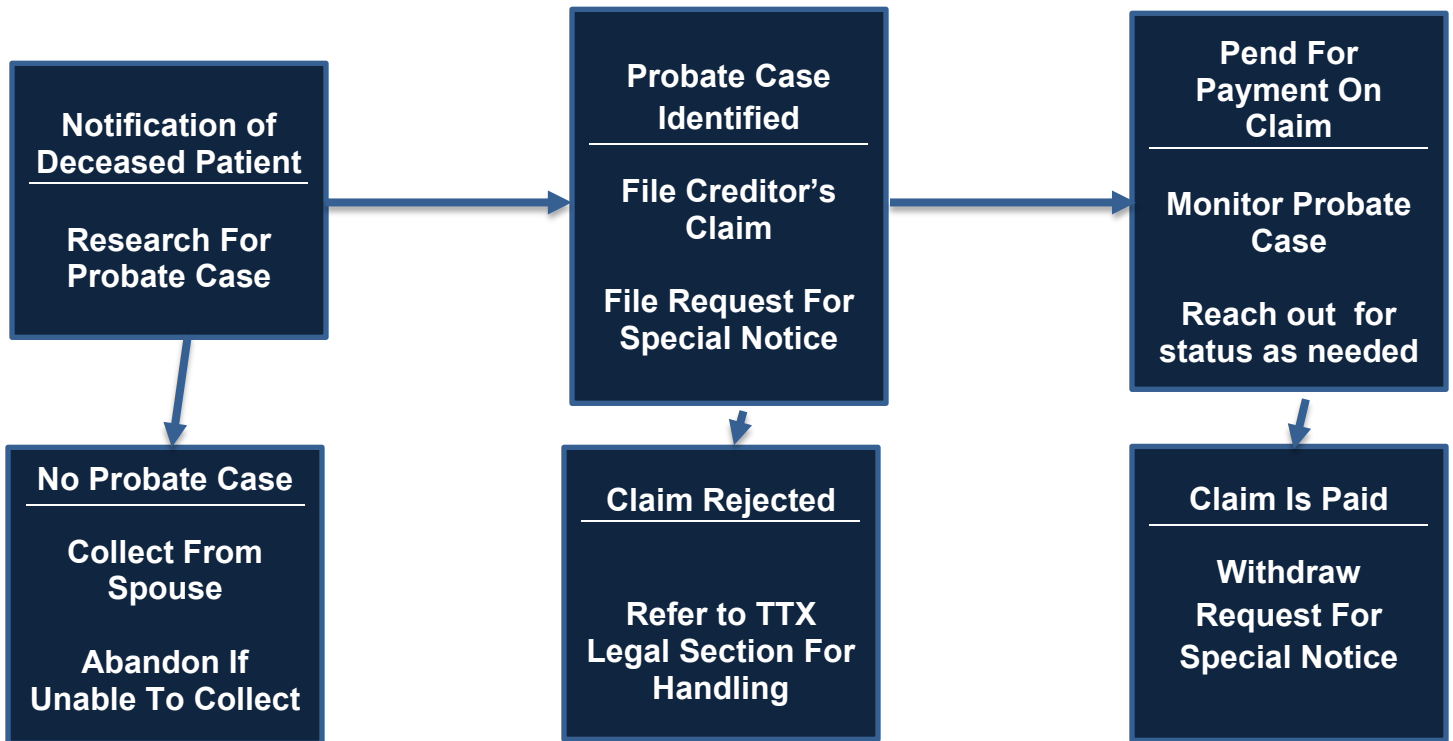 Notification of
Deceased Patient
Research For
Probate Case
Probate Case
Identified
File Creditor’s
Claim
File Request For
Special Notice
Pend For
Payment On
Claim
Monitor Probate
Case
Reach out  for
status as needed
No Probate Case
Collect From
Spouse
Abandon If
Unable To Collect
Claim Rejected
Refer to TTX
Legal Section For
Handling
Claim Is Paid
Withdraw
Request For
Special Notice